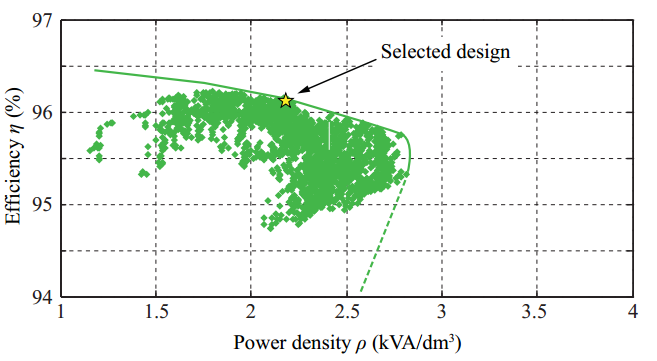 97
Selected design
96
Efficiency η (%)
95
94
1 1.5 2 2.5 3 3.5 4
Power density ρ (kVA/dm³)